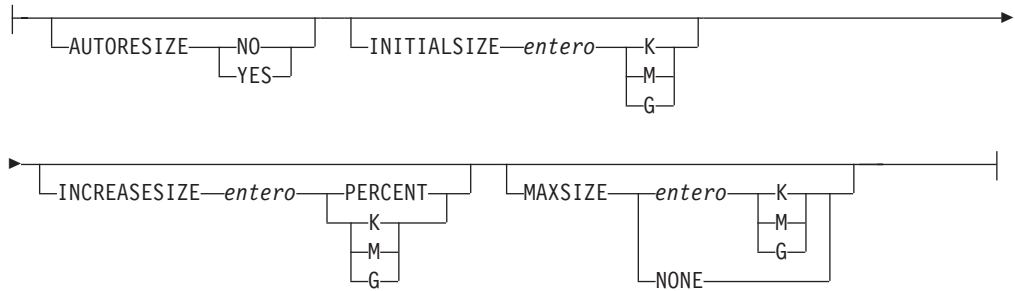 AUTORESIZE NO INITIALSIZE entero K
YES M
G
INCREASESIZE entero PERCENT MAXSIZE entero K
K M
M G
G NONE